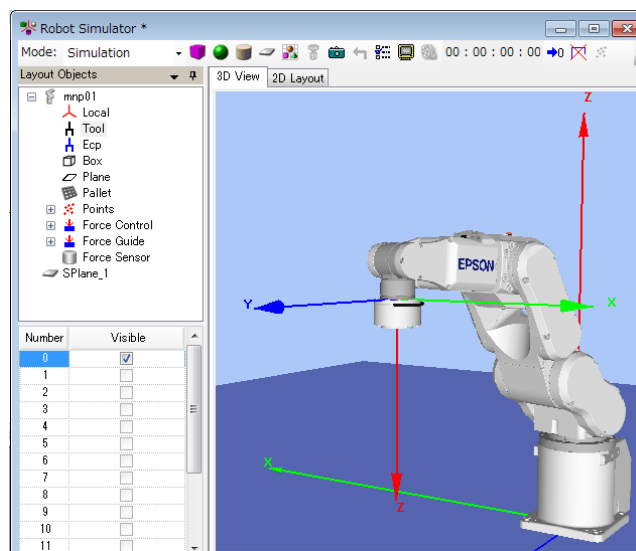 Robot Simulator *
Mode: Simulation 00 : 00 : 00 : 00
Layout Objects
3D View 2D Layout
mnp01
Local
Tool
Ecp
Box
Plane
Pallet
Points
Force Control
Force Guide
Force Sensor
SPlane_1
Number Visible
0
1
2
3
4
5
6
7
8
9
10
11
Z
EPSON
Y
X
X
Z